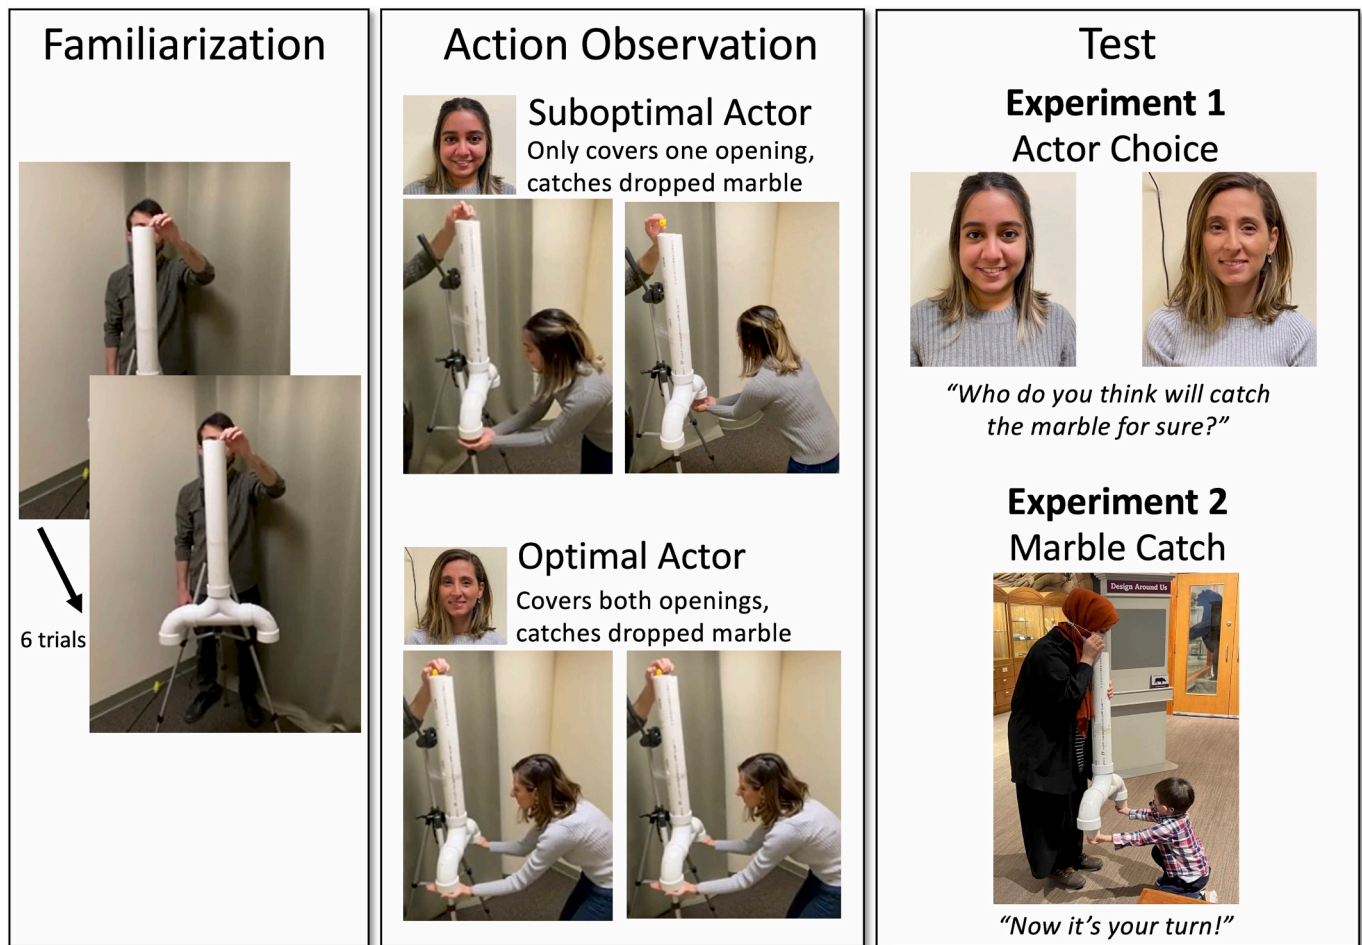 Familiarization
6 trials
Action Observation
Suboptimal Actor
Only covers one opening,
catches dropped marble
Optimal Actor
Covers both openings,
catches dropped marble
Test
Experiment 1
Actor Choice
“Who do you think will catch
the marble for sure?”
Experiment 2
Marble Catch
Design Around Us
“Now it’s your turn!”